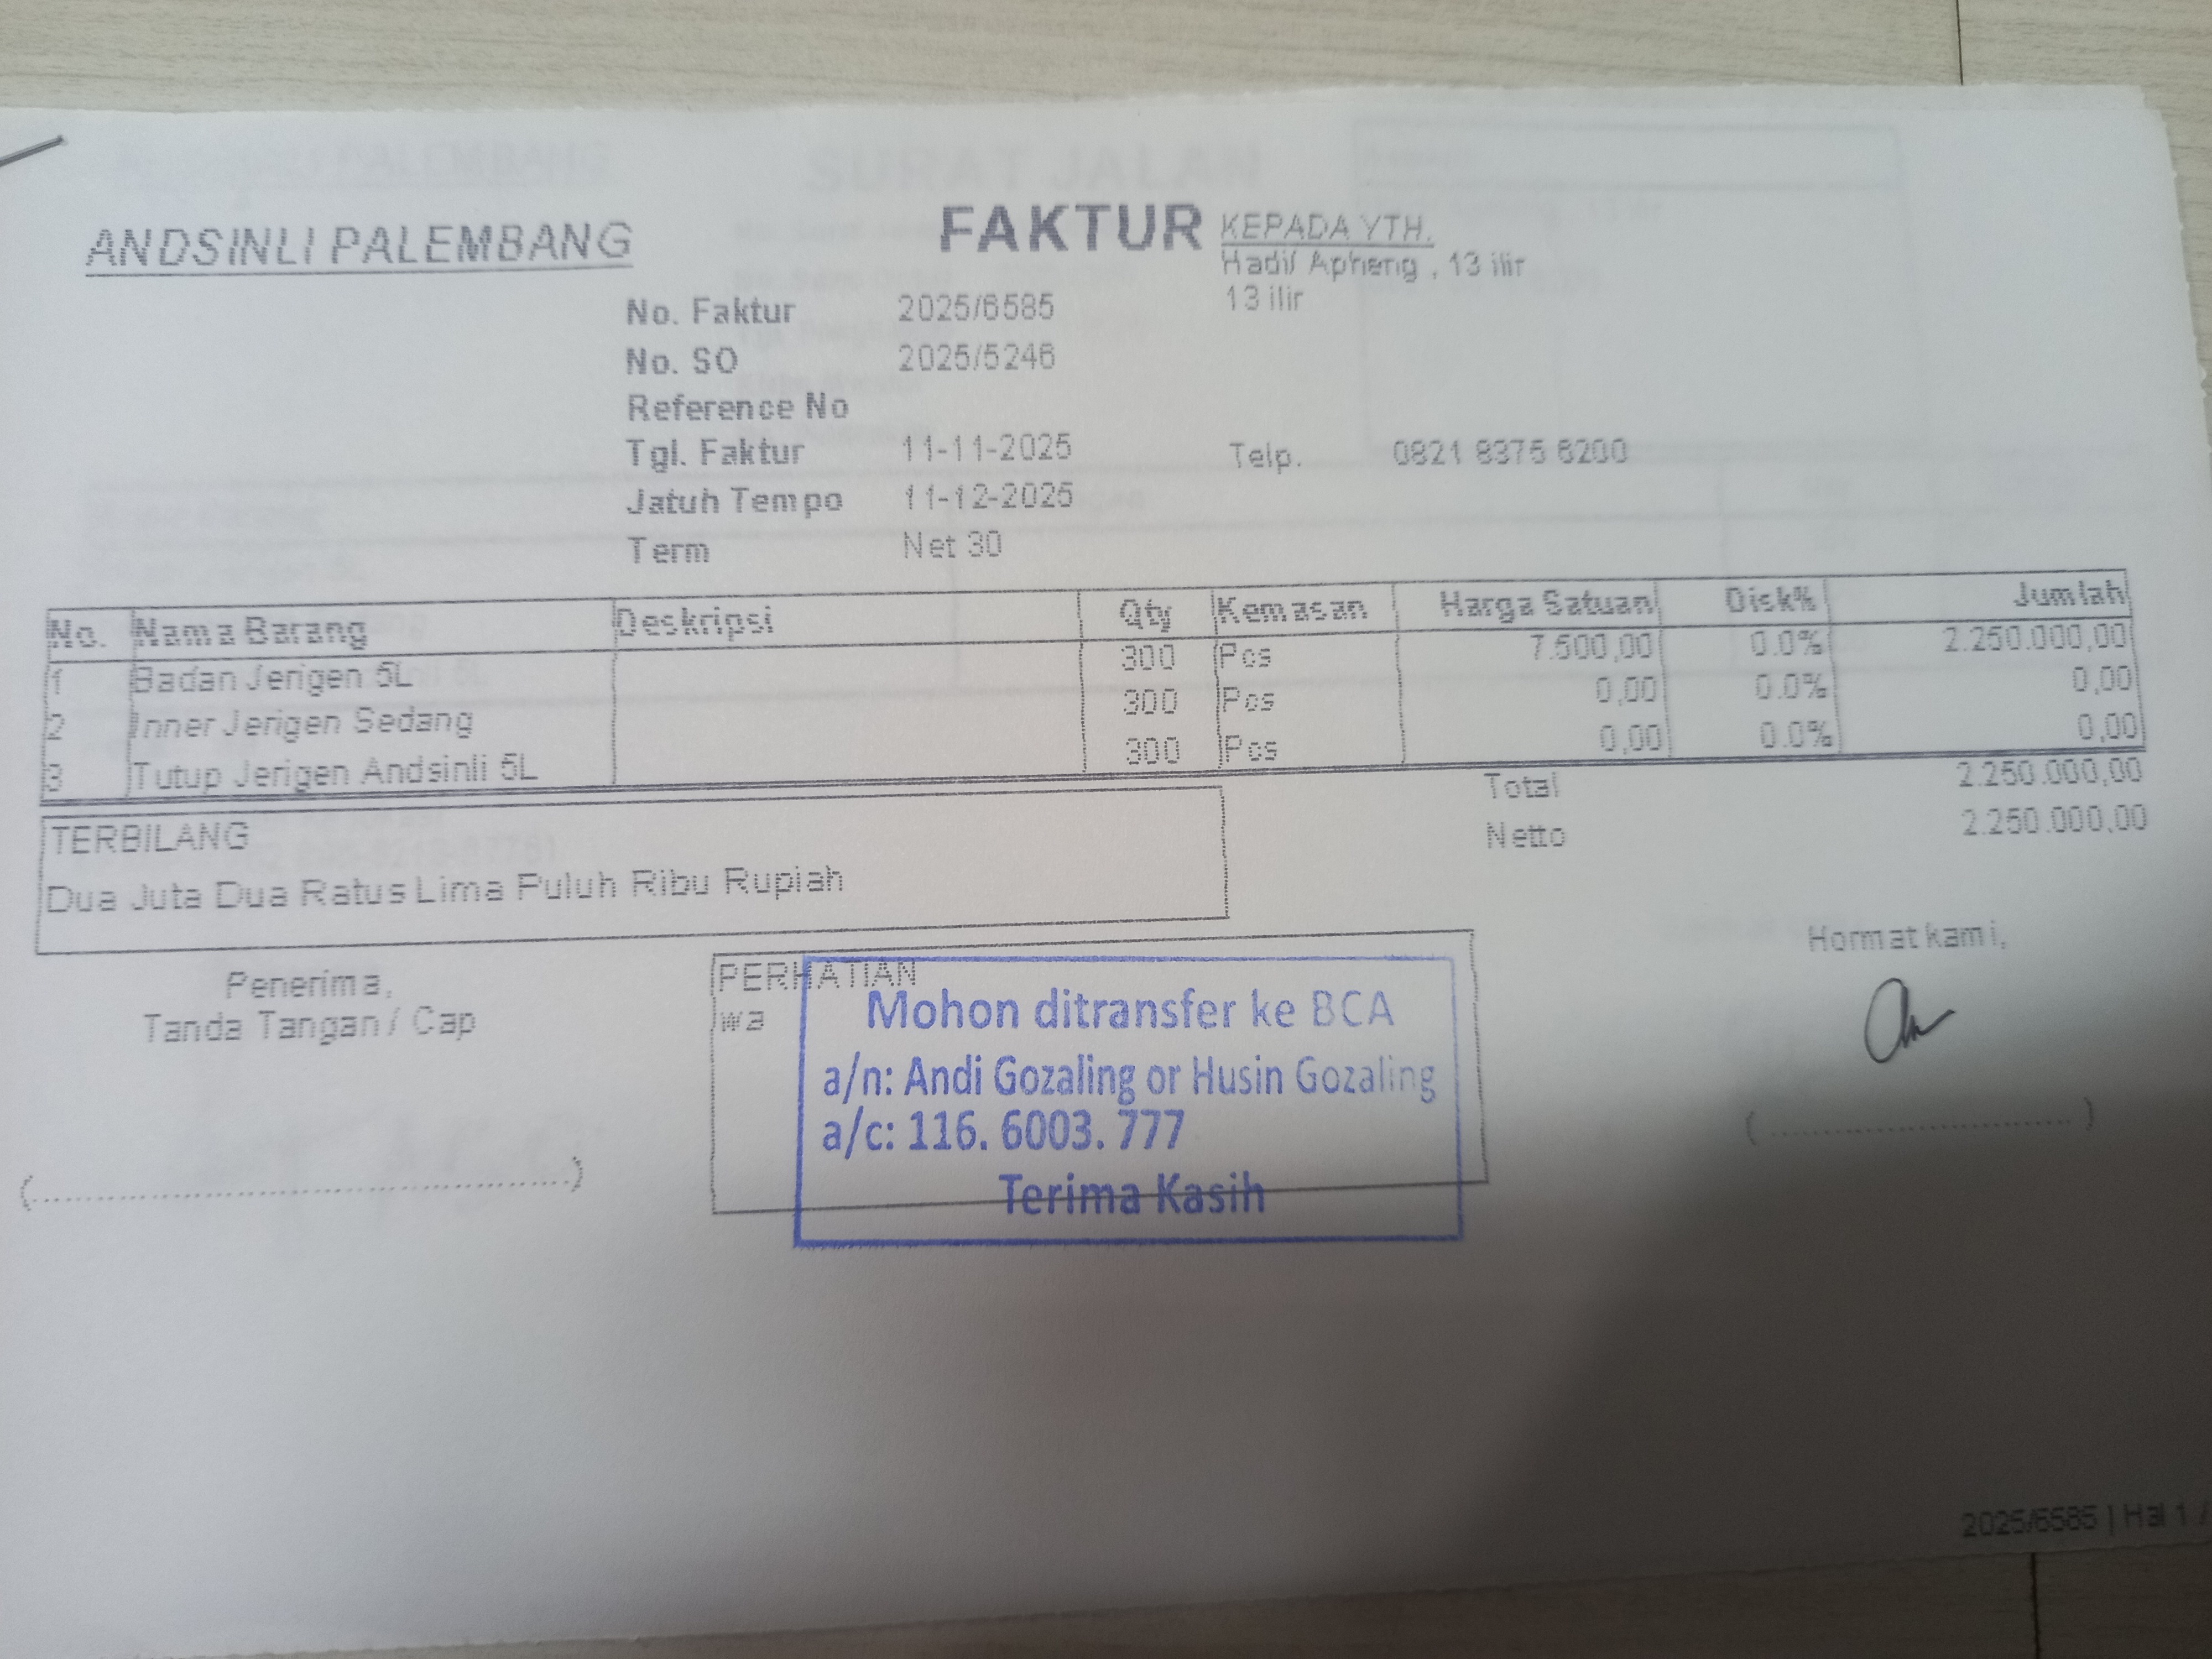 ANDSINLI PALEMBANG
FAKTUR
KEPADA YTH.
Hadi/ Apheng , 13 ilir
13 ilir
No. Faktur 2025/6585
No. SO 2025/5246
Reference No
Tgl. Faktur 11-11-2025
Telp. 0821 8375 6200
Jatuh Tempo 11-12-2025
Term Net 30
No. Nama Barang Deskripsi Qty Kemasan Harga Satuan Disk% Jumlah
1 Badan Jerigen 5L 300 Pcs 7.500,00 0.0% 2.250.000,00
2 Inner Jerigen Sedang 300 Pcs 0,00 0.0% 0,00
3 Tutup Jerigen Andsinli 5L 300 Pcs 0,00 0.0% 0,00
Total 2.250.000,00
Netto 2.250.000,00
TERBILANG
Dua Juta Dua Ratus Lima Puluh Ribu Rupiah
Penerima,
Tanda Tangan / Cap
(..........................................................)
PERHATIAN
wa
Mohon ditransfer ke BCA
a/n: Andi Gozaling or Husin Gozaling
a/c: 116. 6003. 777
Terima Kasih
Hormat kami,
( ................................ )
2025/6585 | Hal 1 /
SURAT JALAN
PALEMBANG